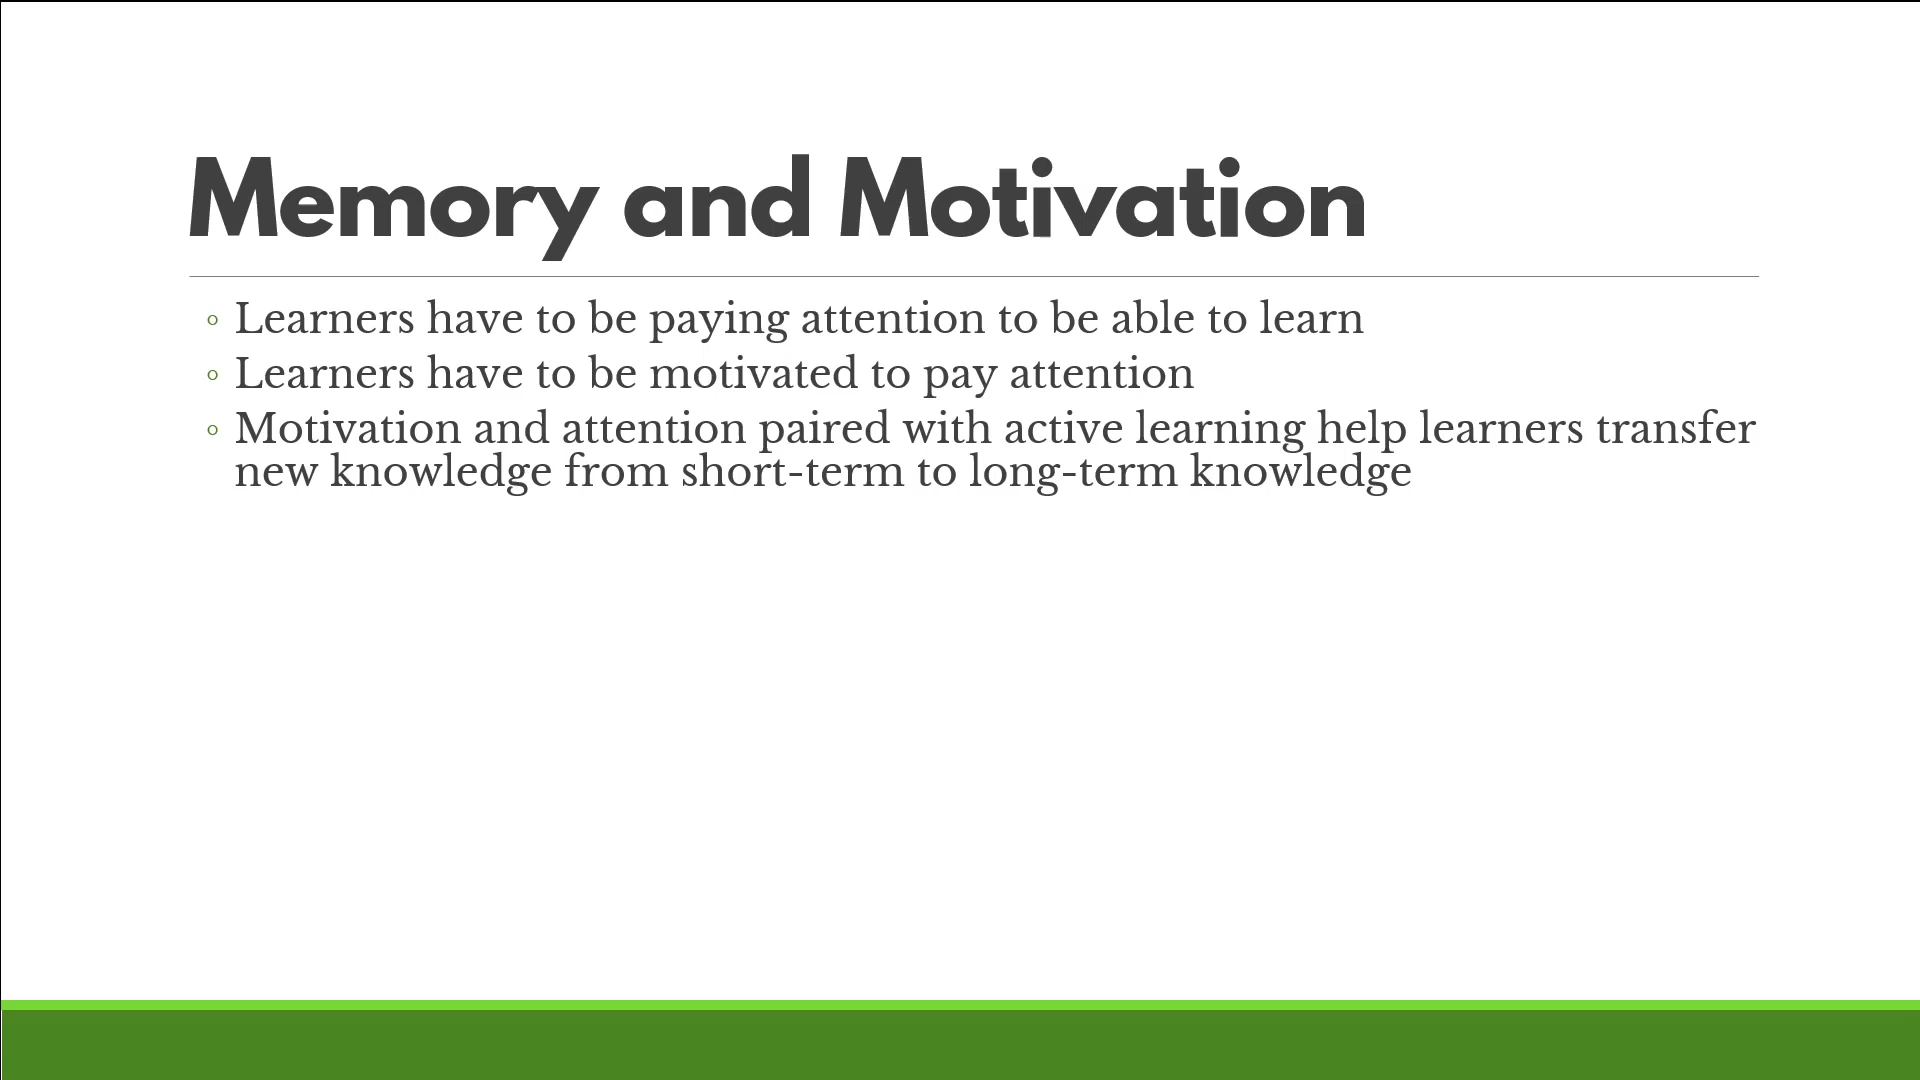 Memory and Motivation
◦ Learners have to be paying attention to be able to learn
◦ Learners have to be motivated to pay attention
◦ Motivation and attention paired with active learning help learners transfer
new knowledge from short-term to long-term knowledge